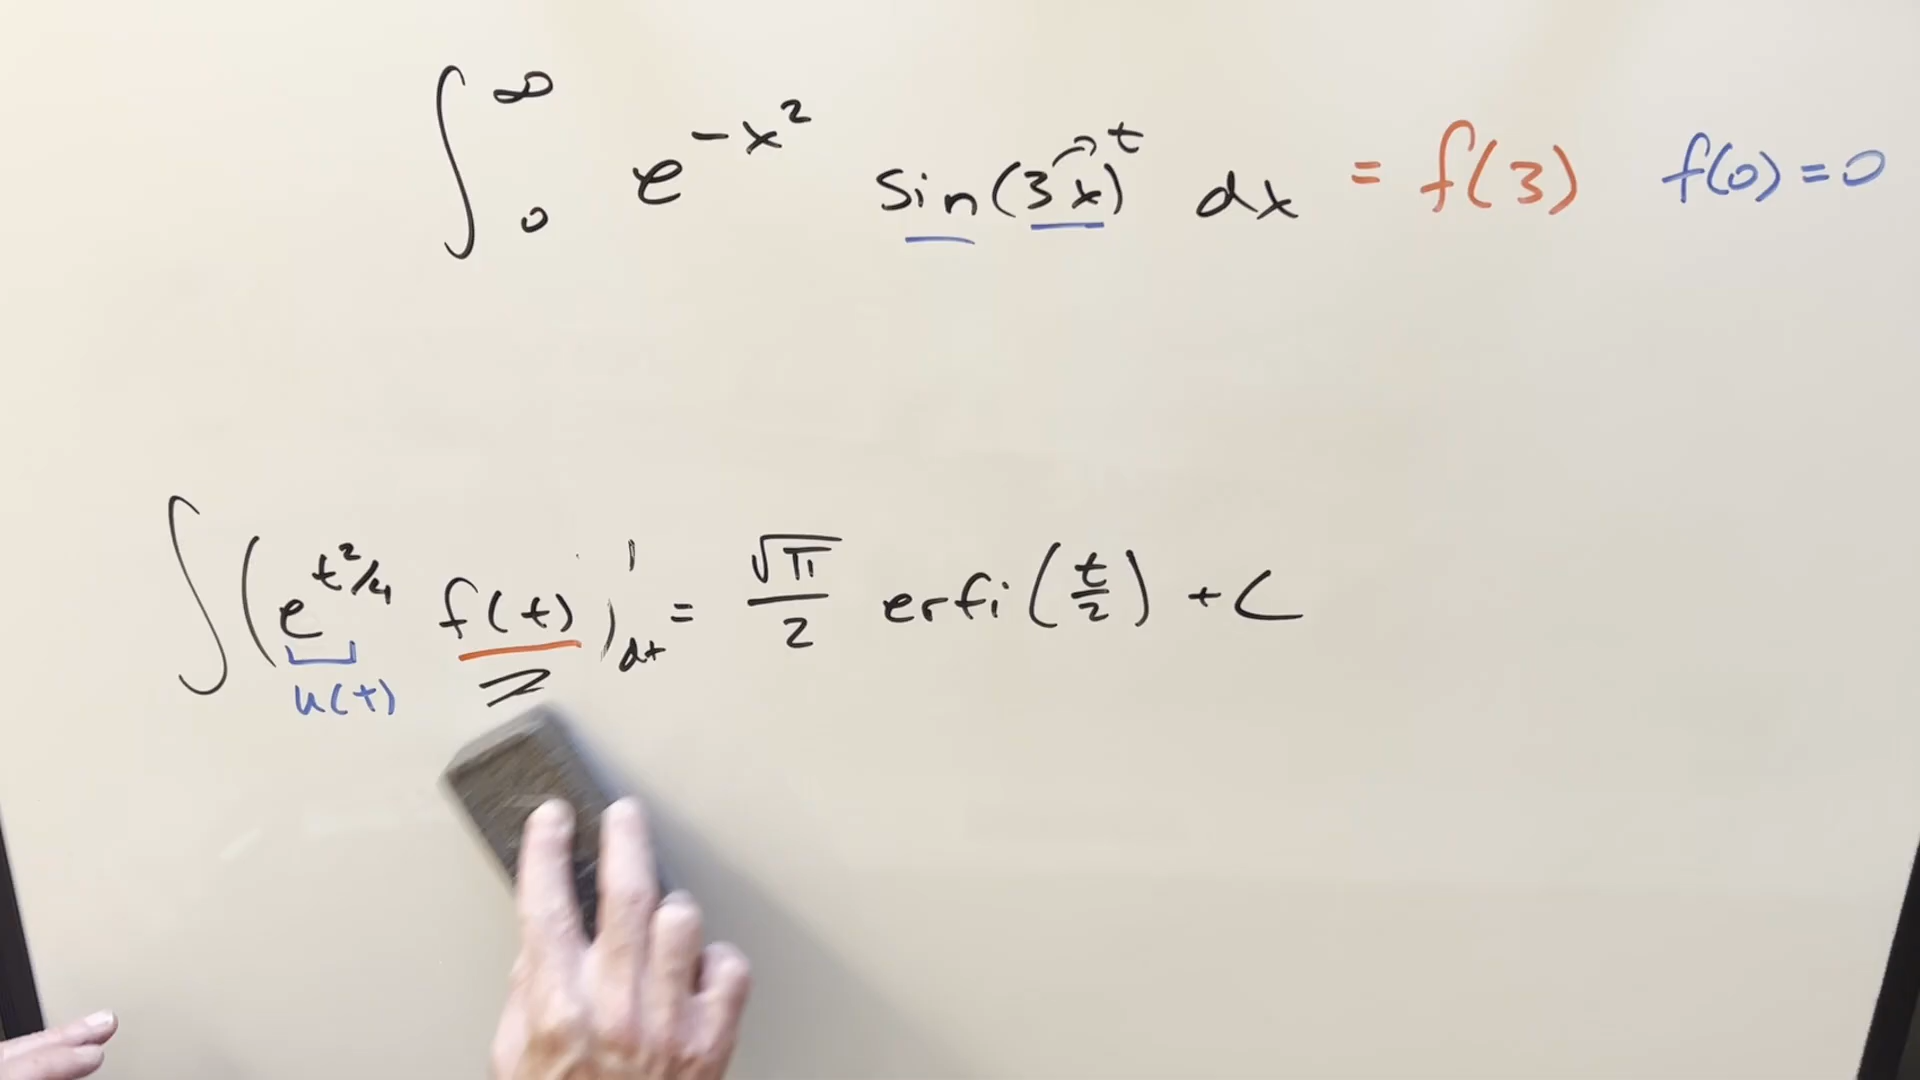 ∫₀^∞ e^{-x²} sin(3x) dx = f(3) f(0)=0
t
∫(e^{t²/4} f(t))' dt = √π/2 erfi(t/2) + C
u(t)